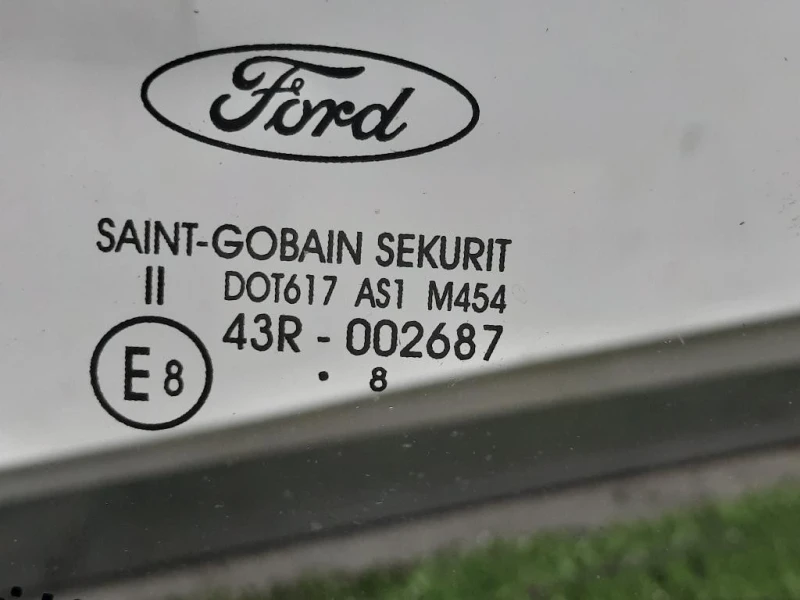 Ford
SAINT-GOBAIN SEKURIT
II DOT617 AS1 M454
43R - 002687
E8
. 8